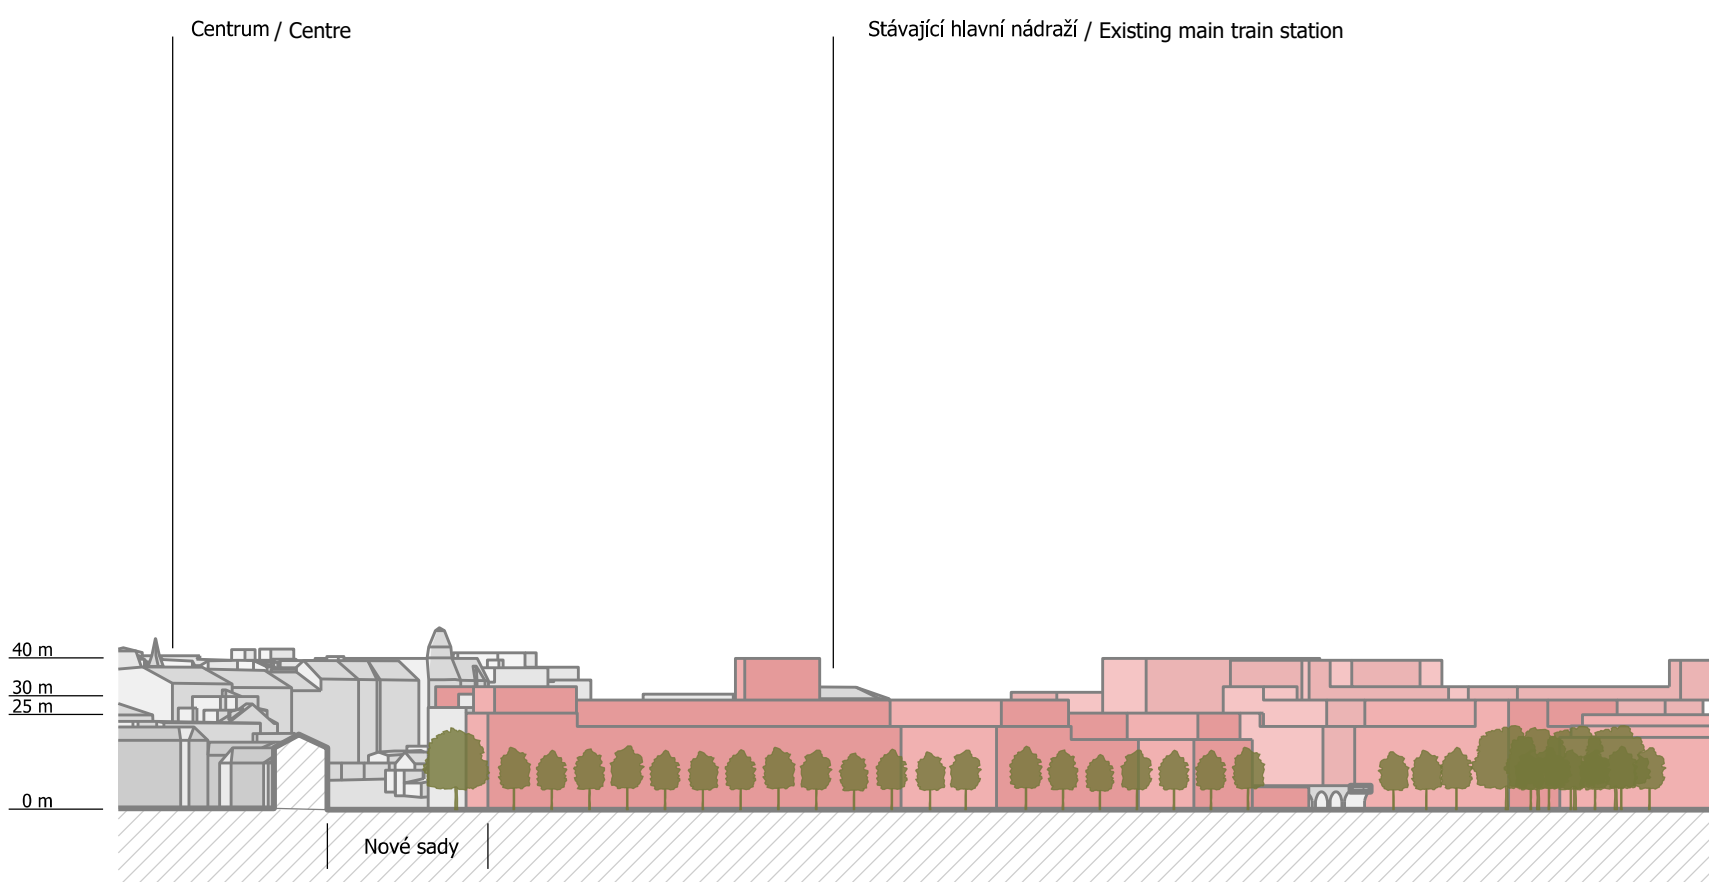 Centrum / Centre
Stávající hlavní nádraží / Existing main train station
40 m
30 m
25 m
0 m
Nové sady